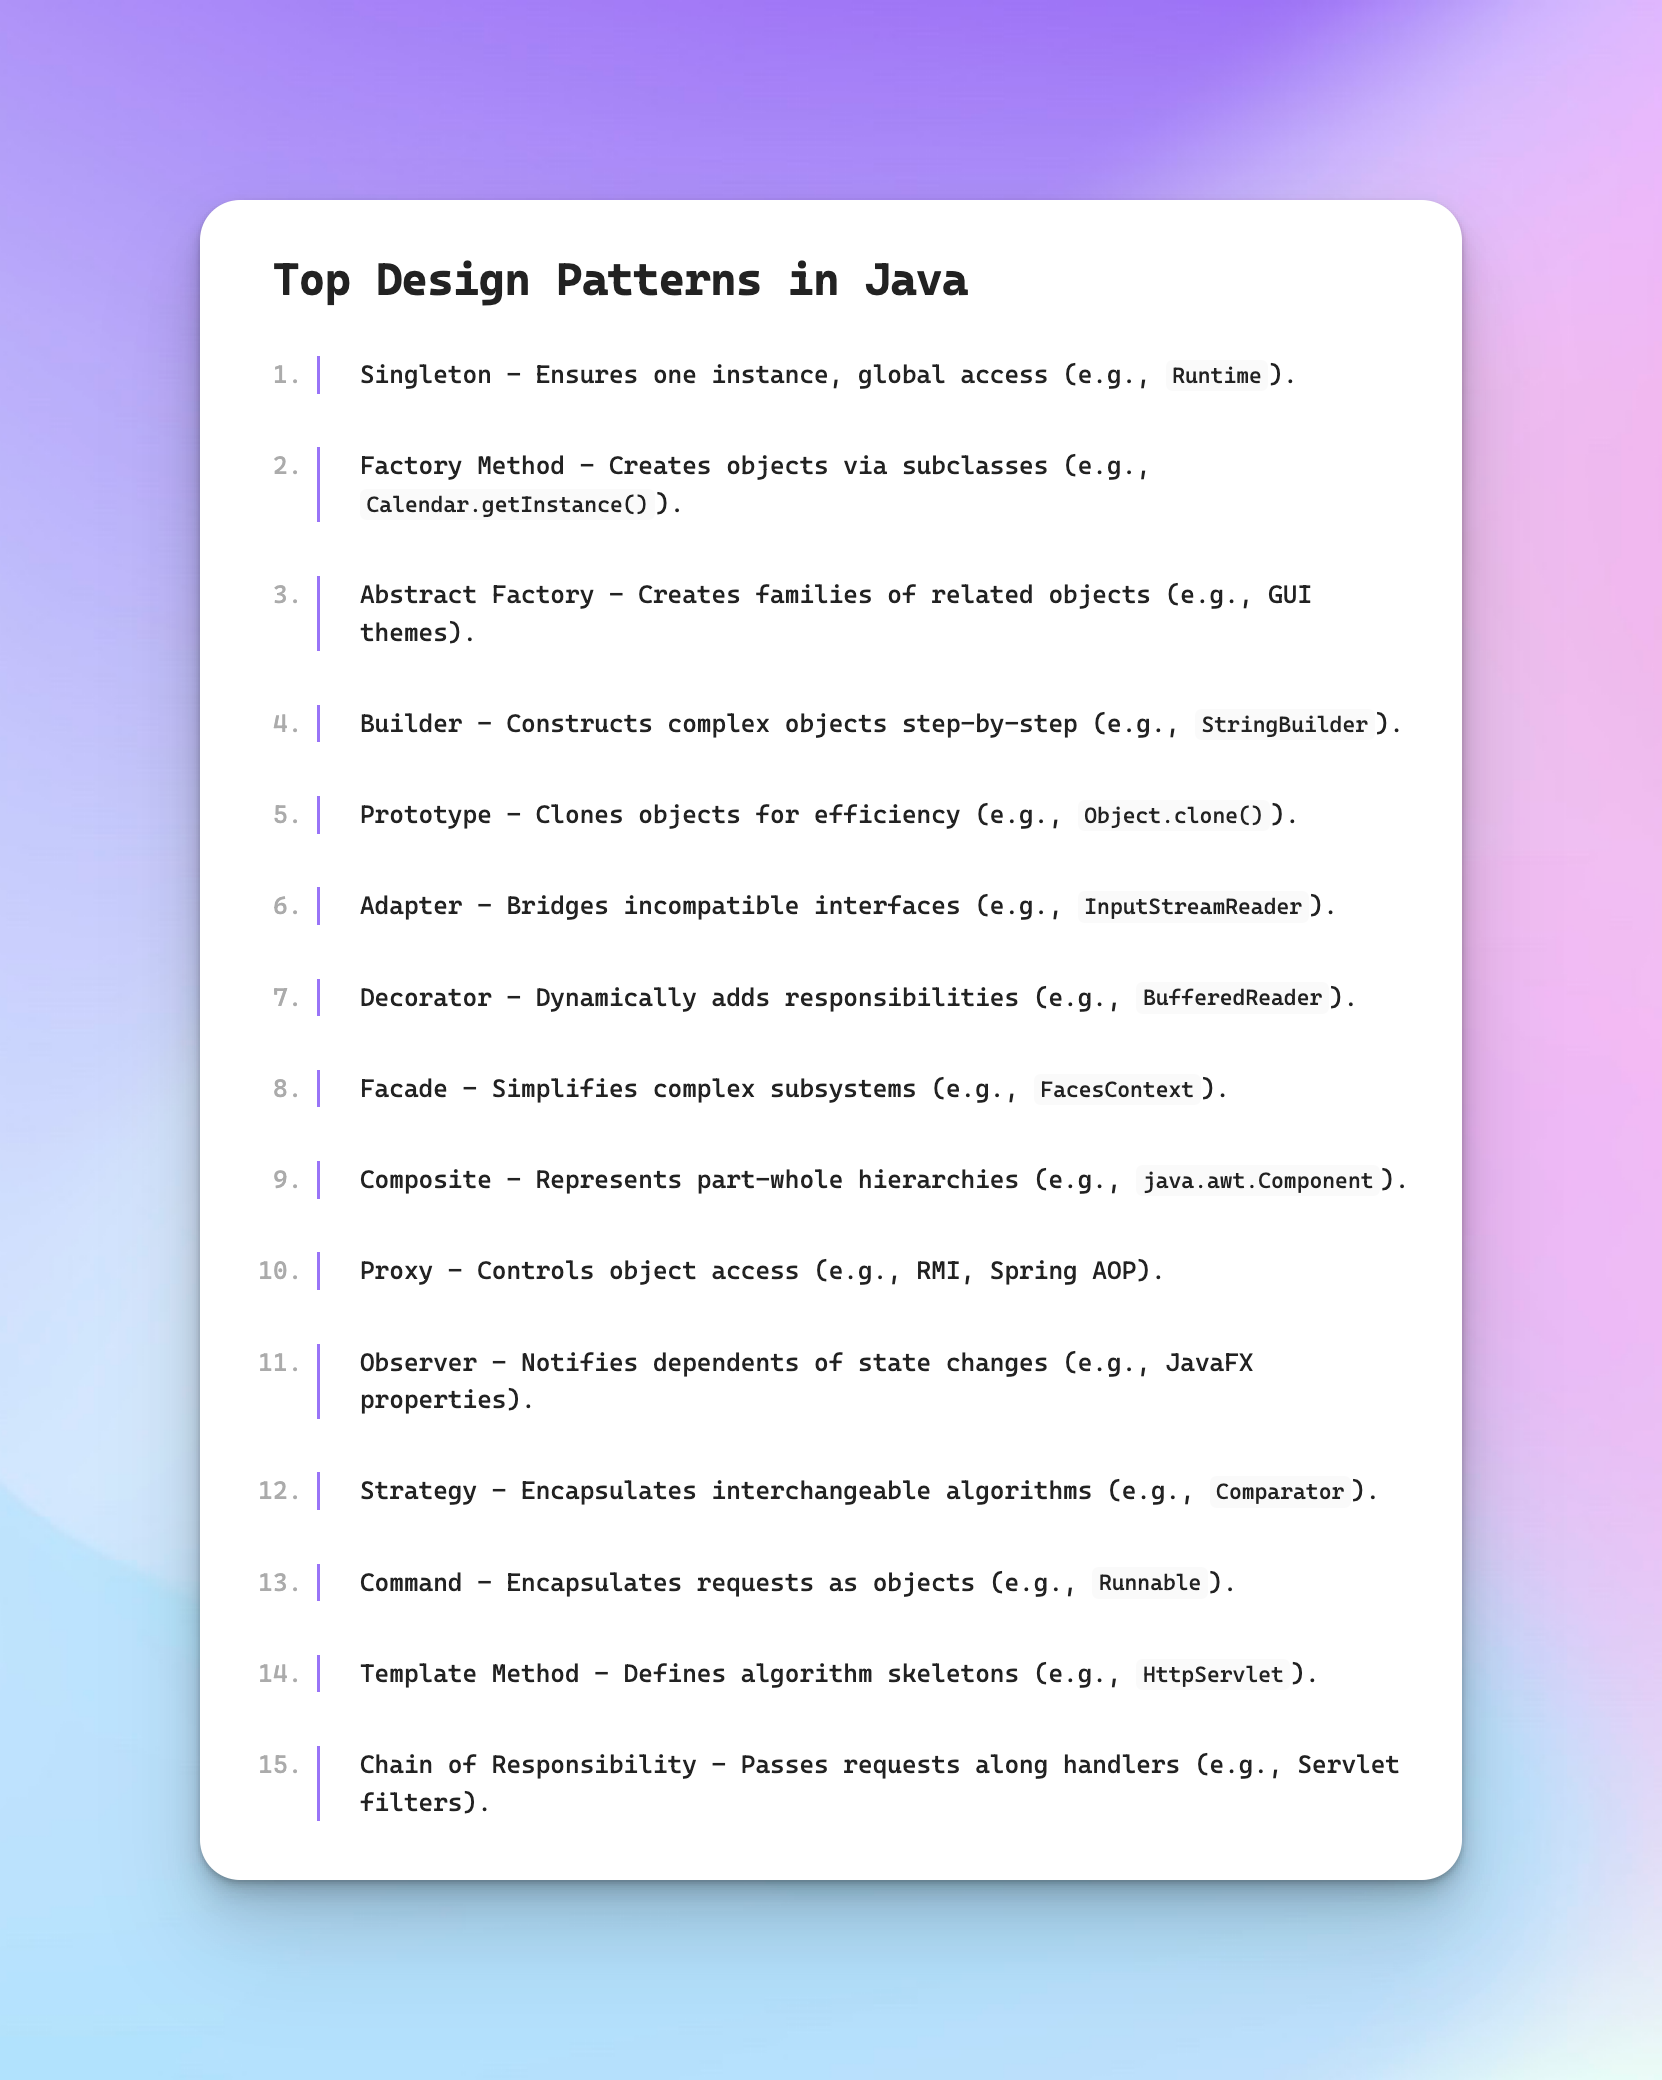 Top Design Patterns in Java
1. Singleton – Ensures one instance, global access (e.g., Runtime).
2. Factory Method – Creates objects via subclasses (e.g.,
Calendar.getInstance()).
3. Abstract Factory – Creates families of related objects (e.g., GUI
themes).
4. Builder – Constructs complex objects step-by-step (e.g., StringBuilder).
5. Prototype – Clones objects for efficiency (e.g., Object.clone()).
6. Adapter – Bridges incompatible interfaces (e.g., InputStreamReader).
7. Decorator – Dynamically adds responsibilities (e.g., BufferedReader).
8. Facade – Simplifies complex subsystems (e.g., FacesContext).
9. Composite – Represents part-whole hierarchies (e.g., java.awt.Component).
10. Proxy – Controls object access (e.g., RMI, Spring AOP).
11. Observer – Notifies dependents of state changes (e.g., JavaFX
properties).
12. Strategy – Encapsulates interchangeable algorithms (e.g., Comparator).
13. Command – Encapsulates requests as objects (e.g., Runnable).
14. Template Method – Defines algorithm skeletons (e.g., HttpServlet).
15. Chain of Responsibility – Passes requests along handlers (e.g., Servlet
filters).